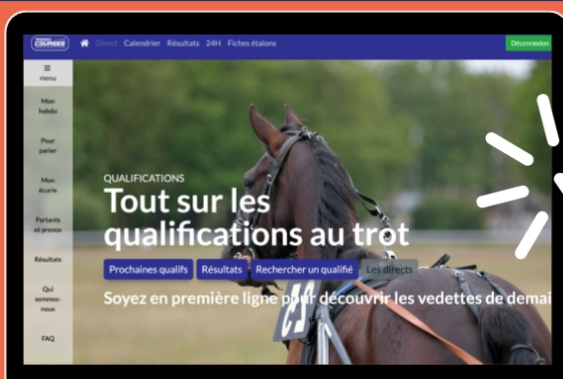 COURSES
Direct Calendrier Résultats 24H Fiches étalons
Déconnexion
menu
Mon
hebdo
Pour
parier
Mon
écurie
Partants
et pronos
Résultats
Qui
sommes-
nous
FAQ
QUALIFICATIONS
Tout sur les
qualifications au trot
Prochaines qualifs Résultats Rechercher un qualifié Les directs
Soyez en première ligne pour découvrir les vedettes de demai